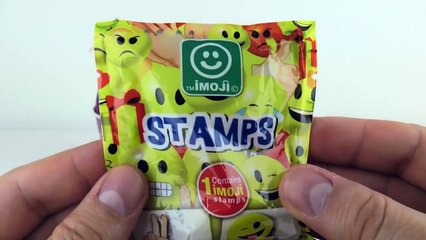 TM iMOJİ ©
STAMPS
Contains
1 iMOJİ
stamps